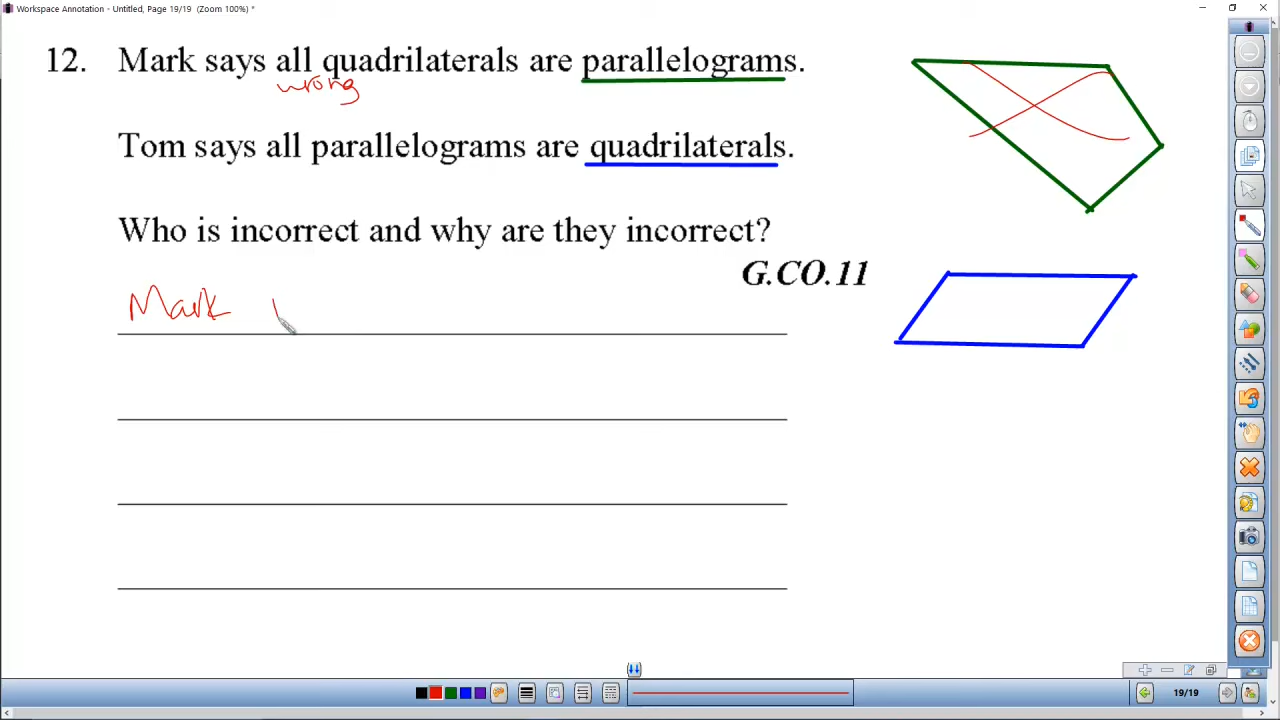 Workspace Annotation - Untitled, Page 19/19 (Zoom 100%) *
12. Mark says all quadrilaterals are parallelograms.
wrong
Tom says all parallelograms are quadrilaterals.
Who is incorrect and why are they incorrect?
G.CO.11
Mark
19/19